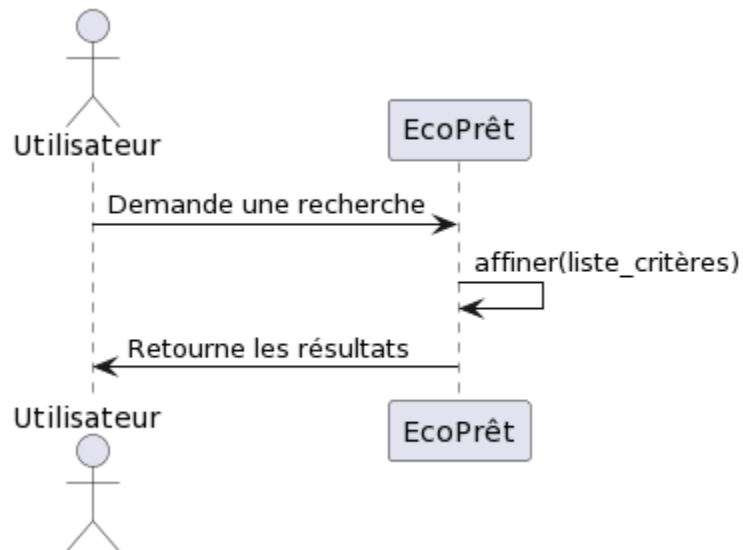 Utilisateur
EcoPrêt
Demande une recherche
affiner(liste_critères)
Retourne les résultats
Utilisateur
EcoPrêt